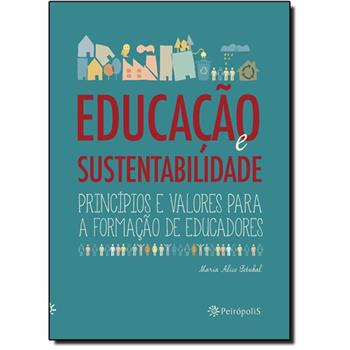 EDUCAÇÃO
e
SUSTENTABILIDADE
PRINCÍPIOS E VALORES PARA
A FORMAÇÃO DE EDUCADORES
Maria Alice Setubal
PeirópoliS